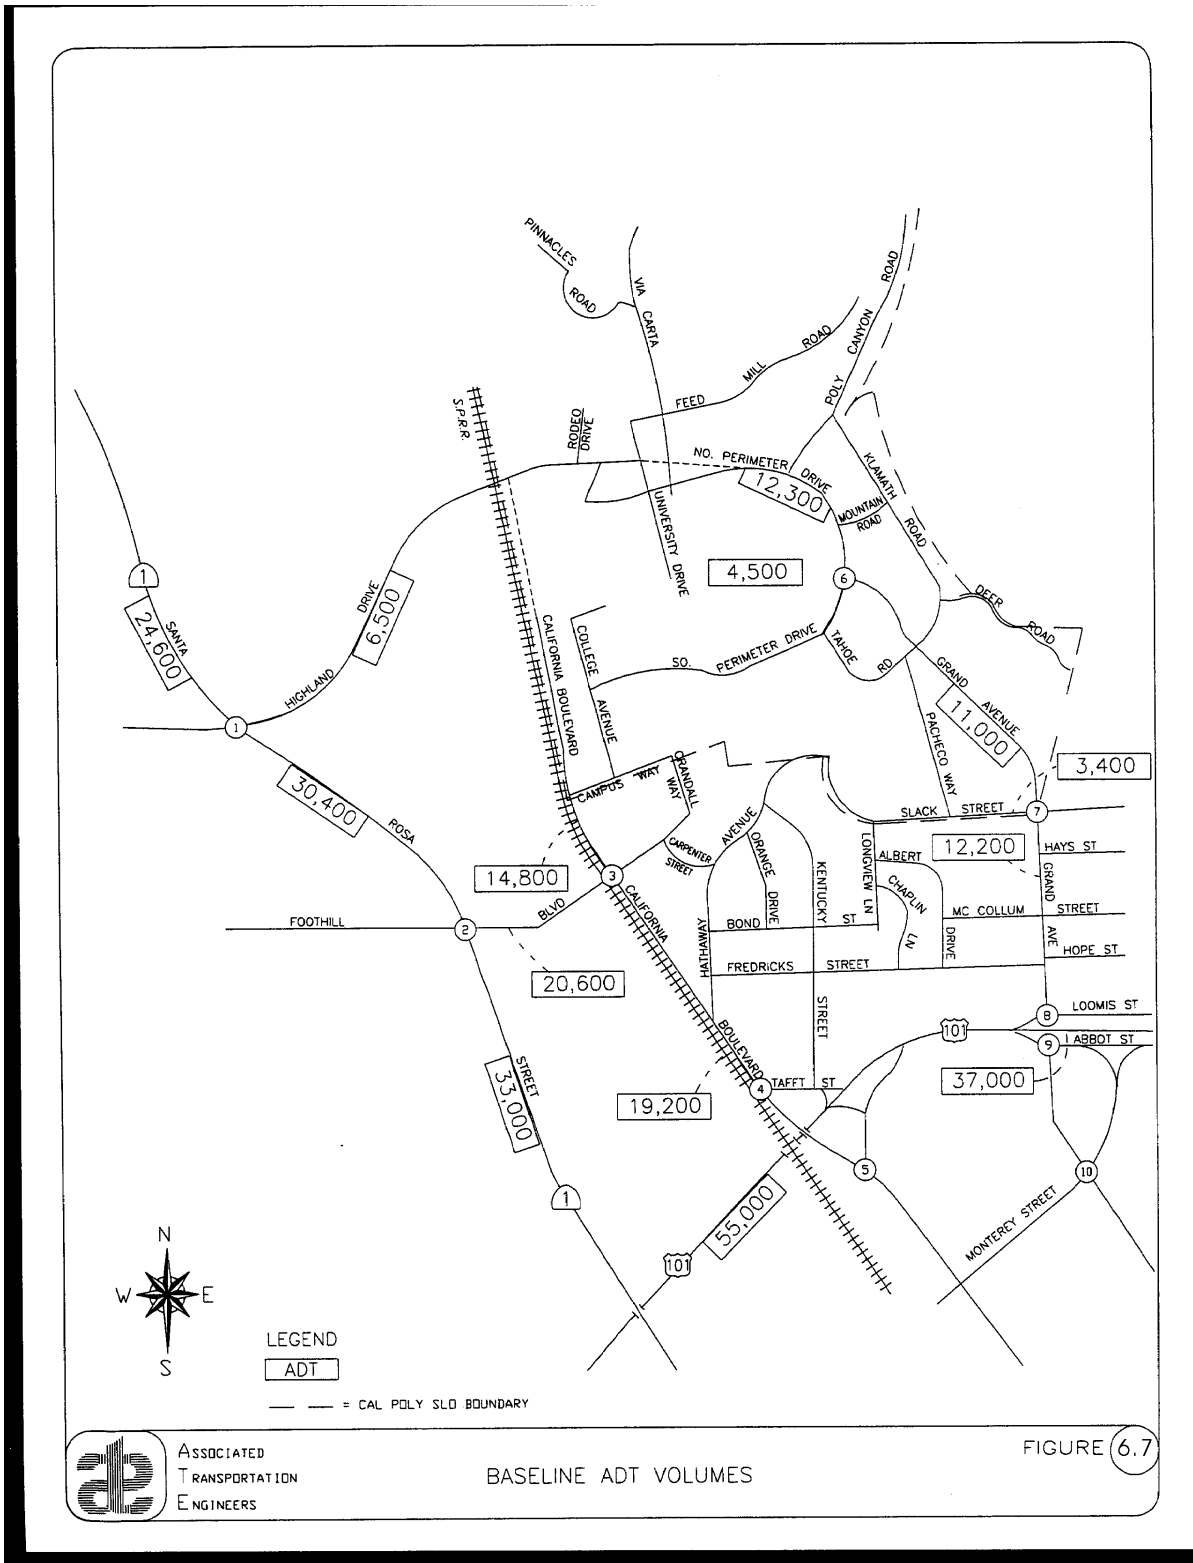 PINNACLES
ROAD
VIA
CARTA
ROAD
CANYON
POLY
ROAD
MILL
FEED
S.P.R.R.
RODEO
DRIVE
NO. PERIMETER
DRIVE
12,300
KLAMATH
ROAD
MOUNTAIN
ROAD
UNIVERSITY DRIVE
4,500
6
1
24,600
SANTA
DRIVE
6,500
HIGHLAND
1
CALIFORNIA BOULEVARD
COLLEGE
AVENUE
SO.
PERIMETER DRIVE
TAHOE
RD
DEER
ROAD
GRAND
AVENUE
11,000
PACHECO WAY
3,400
30,400
ROSA
CAMPUS WAY
CRANDALL
WAY
SLACK STREET
7
14,800
3
CARPENTER
STREET
AVENUE
ORANGE
DRIVE
KENTUCKY
LONGVIEW LN
ALBERT
12,200
HAYS ST
CHAPLIN
LN
GRAND
AVE
FOOTHILL
2
BLVD
CALIFORNIA
HATHAWAY
BOND
ST
MC COLLUM
STREET
DRIVE
HOPE ST
FREDRICKS
STREET
20,600
STREET
BOULEVARD
101
8
LOOMIS ST
9
ABBOT ST
STREET
33,000
19,200
4
TAFFT ST
37,000
5
10
1
55,000
MONTEREY STREET
101
N
W
E
S
LEGEND
ADT
= CAL POLY SLO BOUNDARY
ASSOCIATED
TRANSPORTATION
ENGINEERS
BASELINE ADT VOLUMES
FIGURE 6.7